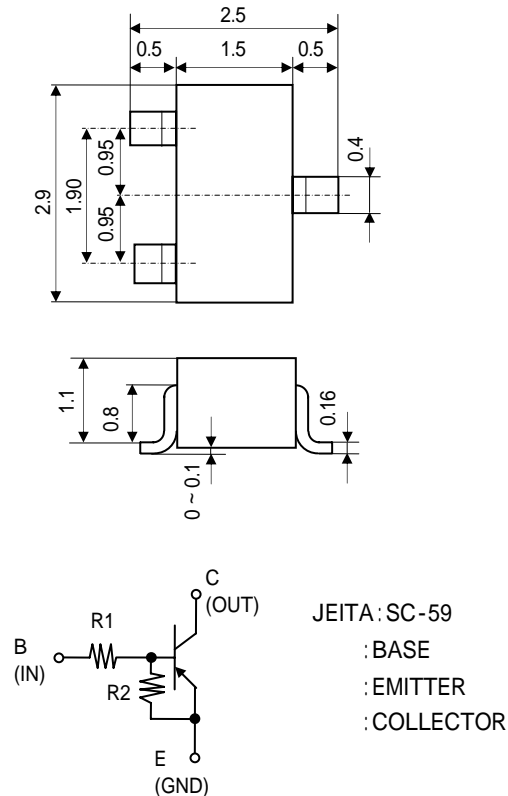 2.5
0.5 1.5 0.5
2.9
1.90
0.95
0.95
0.4
1.1
0.8
0 ~ 0.1
0.16
C
(OUT)
R1
B
(IN)
R2
E
(GND)
JEITA:SC-59
:BASE
:EMITTER
:COLLECTOR